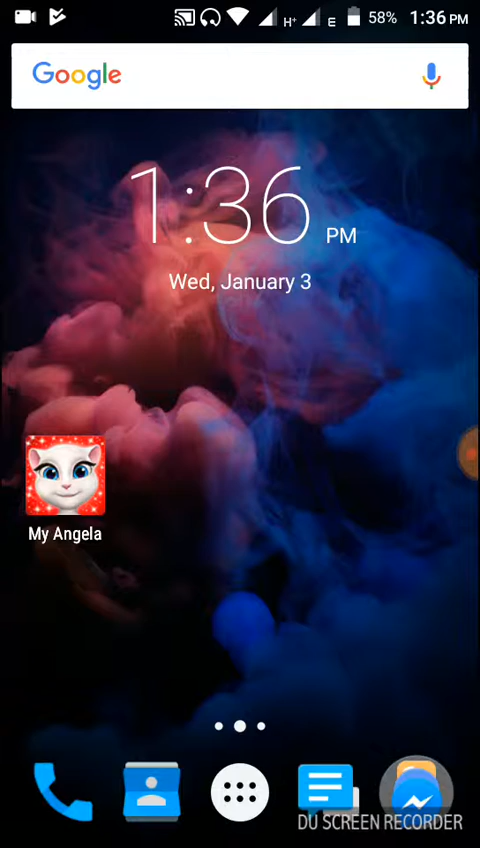 H+ E 58% 1:36 PM
Google
1:36 PM
Wed, January 3
My Angela
DU SCREEN RECORDER